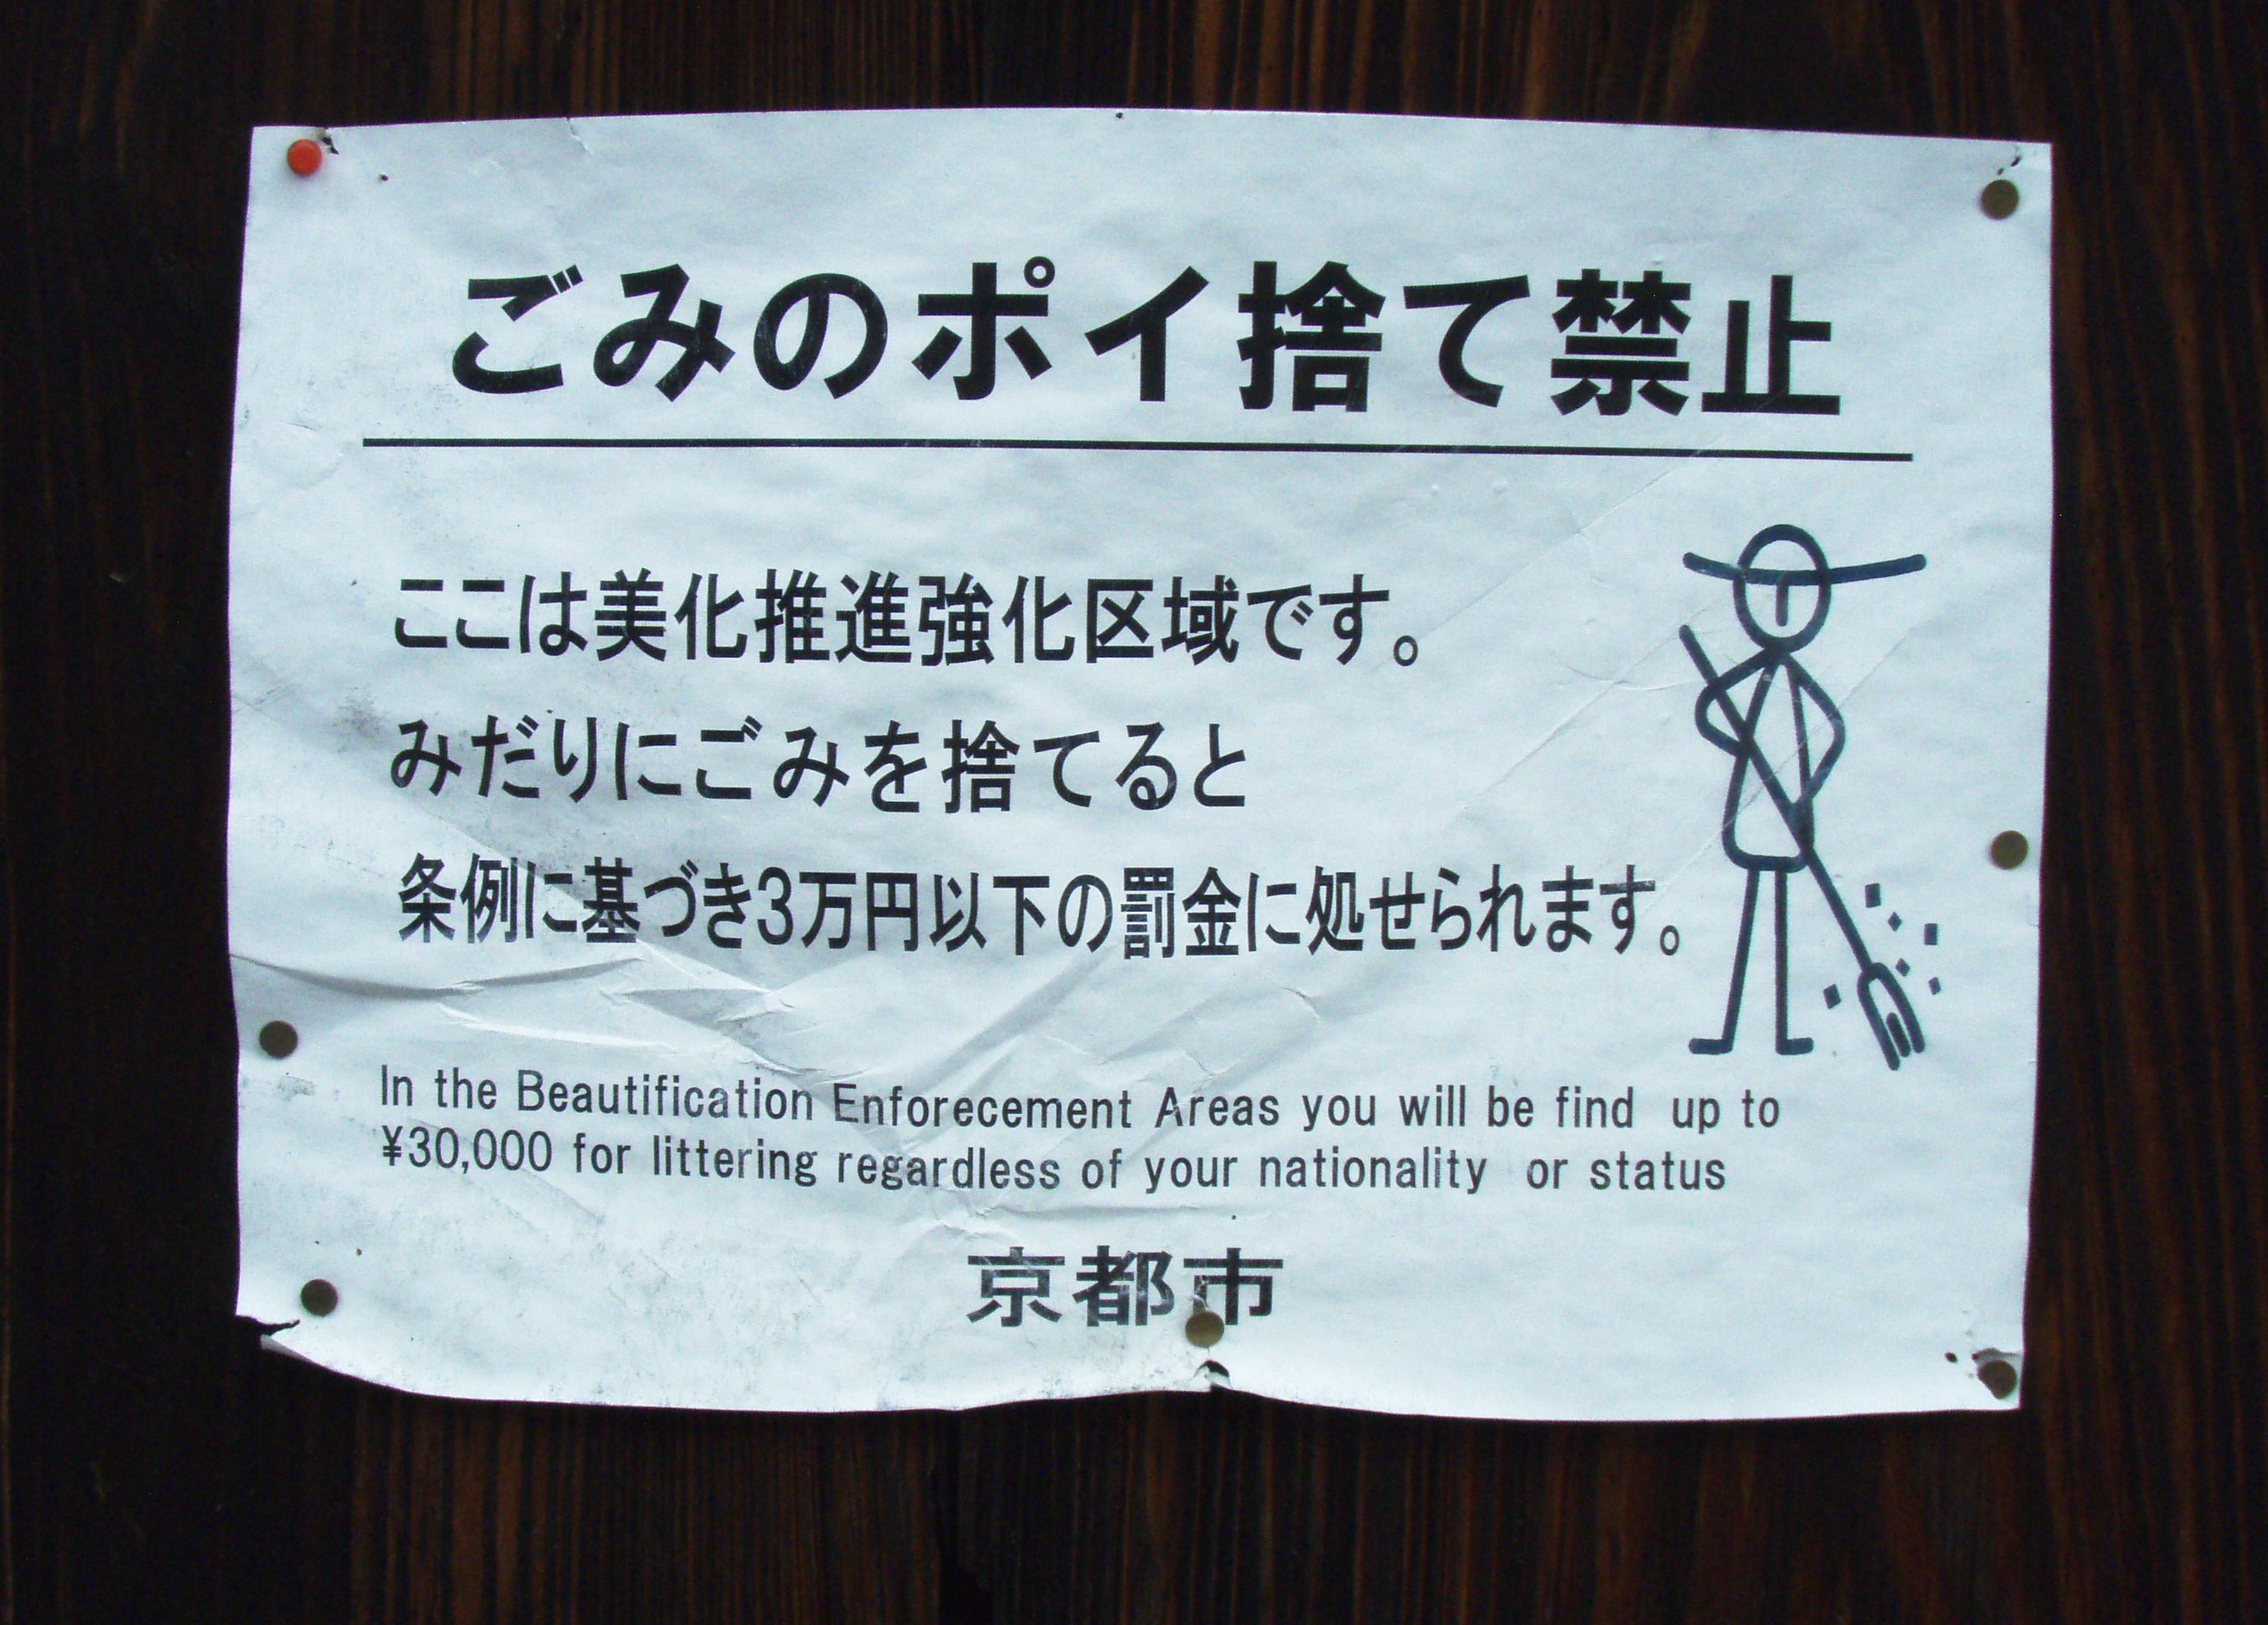 ごみのポイ捨て禁止
ここは美化推進強化区域です。
みだりにごみを捨てると
条例に基づき3万円以下の罰金に処せられます。
In the Beautification Enforecement Areas you will be find up to
¥30,000 for littering regardless of your nationality or status
京都市